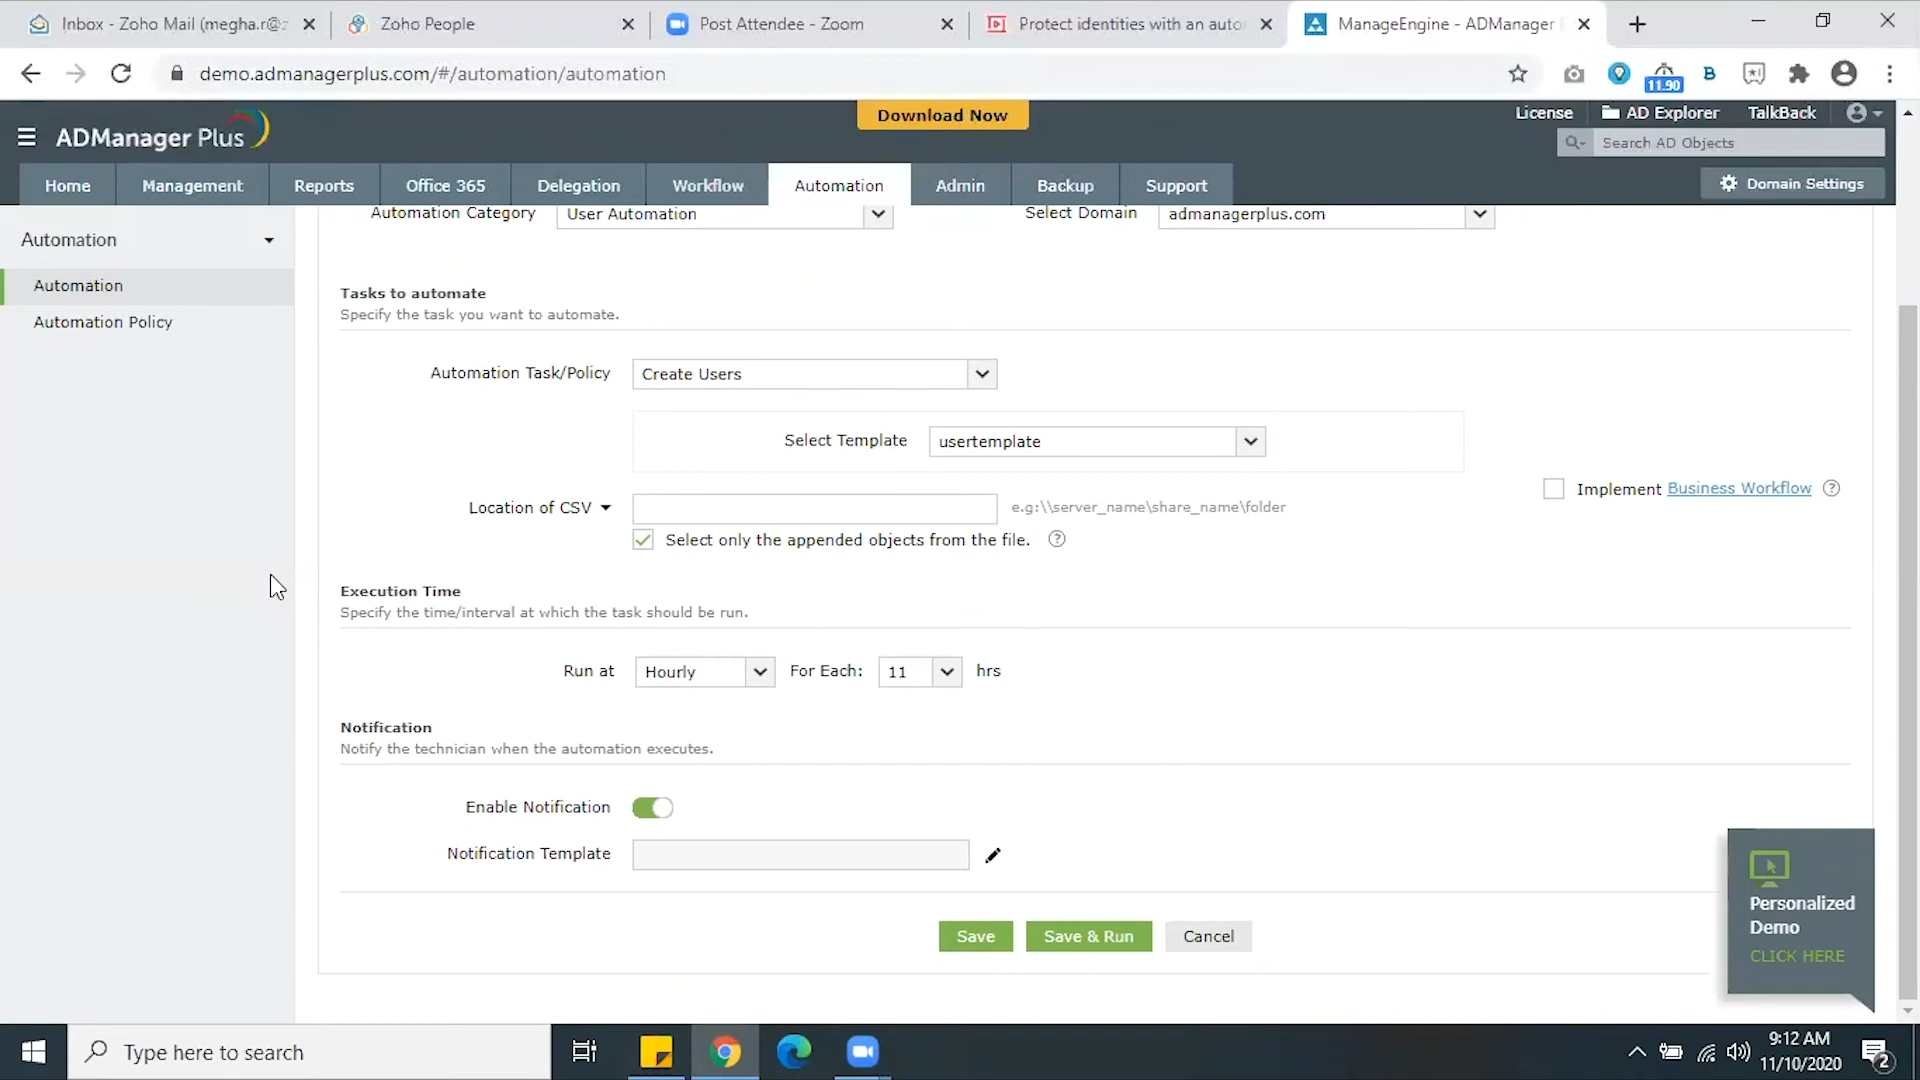 Inbox - Zoho Mail (megha.r@z
Zoho People
Post Attendee - Zoom
Protect identities with an auto
ManageEngine - ADManager
demo.admanagerplus.com/#/automation/automation
11.90
B
ADManager Plus
Download Now
License
AD Explorer
TalkBack
Search AD Objects
Home
Management
Reports
Office 365
Delegation
Workflow
Automation
Admin
Backup
Support
Domain Settings
Automation
Automation
Automation Policy
Automation Category
User Automation
Select Domain
admanagerplus.com
Tasks to automate
Specify the task you want to automate.
Automation Task/Policy
Create Users
Select Template
usertemplate
Implement Business Workflow ?
Location of CSV
e.g:\\server_name\share_name\folder
Select only the appended objects from the file. ?
Execution Time
Specify the time/interval at which the task should be run.
Run at
Hourly
For Each:
11
hrs
Notification
Notify the technician when the automation executes.
Enable Notification
Notification Template
Save
Save & Run
Cancel
Personalized
Demo
CLICK HERE
Type here to search
9:12 AM
11/10/2020
2